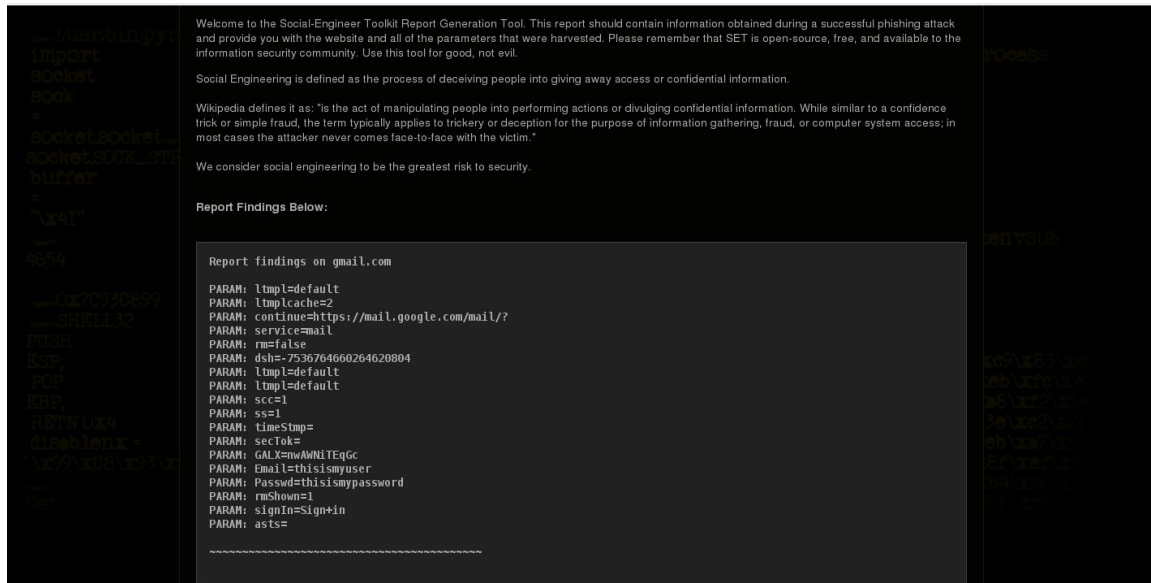 Welcome to the Social-Engineer Toolkit Report Generation Tool. This report should contain information obtained during a successful phishing attack
and provide you with the website and all of the parameters that were harvested. Please remember that SET is open-source, free, and available to the
information security community. Use this tool for good, not evil.
Social Engineering is defined as the process of deceiving people into giving away access or confidential information.
Wikipedia defines it as: "is the act of manipulating people into performing actions or divulging confidential information. While similar to a confidence
trick or simple fraud, the term typically applies to trickery or deception for the purpose of information gathering, fraud, or computer system access; in
most cases the attacker never comes face-to-face with the victim."
We consider social engineering to be the greatest risk to security.
Report Findings Below:
Report findings on gmail.com
PARAM: ltmpl=default
PARAM: ltmplcache=2
PARAM: continue=https://mail.google.com/mail/?
PARAM: service=mail
PARAM: rm=false
PARAM: dsh=-7536764660264620804
PARAM: ltmpl=default
PARAM: ltmpl=default
PARAM: scc=1
PARAM: ss=1
PARAM: timeStmp=
PARAM: secTok=
PARAM: GALX=nwAWNiTEqGc
PARAM: Email=thisismyuser
PARAM: Passwd=thisismypassword
PARAM: rmShown=1
PARAM: signIn=Sign+in
PARAM: asts=
~~~~~~~~~~~~~~~~~~~~~~~~~~~~~~~~~~~~~~~~~~
import
socket
sock
=
buffer
=
"\x41"
4654
0x7C93C899
SHELL32
PUSH
ESP,
POP
EBP,
RETN 0x4